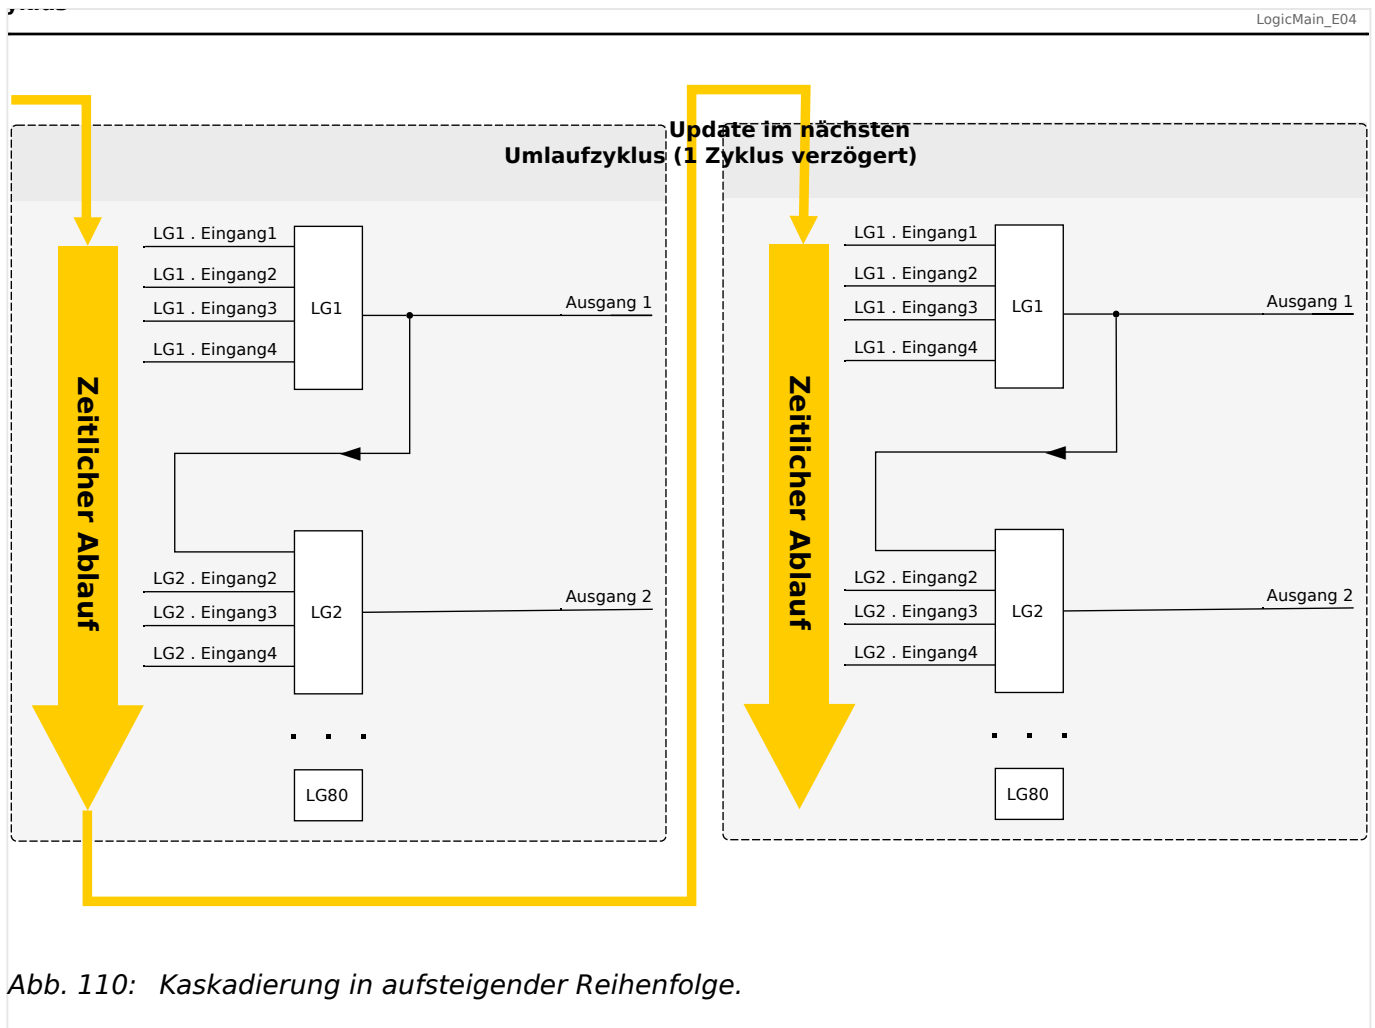 LogicMain_E04
Update im nächsten
Umlaufzyklus (1 Zyklus verzögert)
LG1 . Eingang1
LG1 . Eingang2
LG1 . Eingang3
LG1 . Eingang4
LG1
Ausgang 1
Zeitlicher Ablauf
LG2 . Eingang2
LG2 . Eingang3
LG2 . Eingang4
LG2
Ausgang 2
. . .
LG80
LG1 . Eingang1
LG1 . Eingang2
LG1 . Eingang3
LG1 . Eingang4
LG1
Ausgang 1
Zeitlicher Ablauf
LG2 . Eingang2
LG2 . Eingang3
LG2 . Eingang4
LG2
Ausgang 2
. . .
LG80
Abb. 110: Kaskadierung in aufsteigender Reihenfolge.